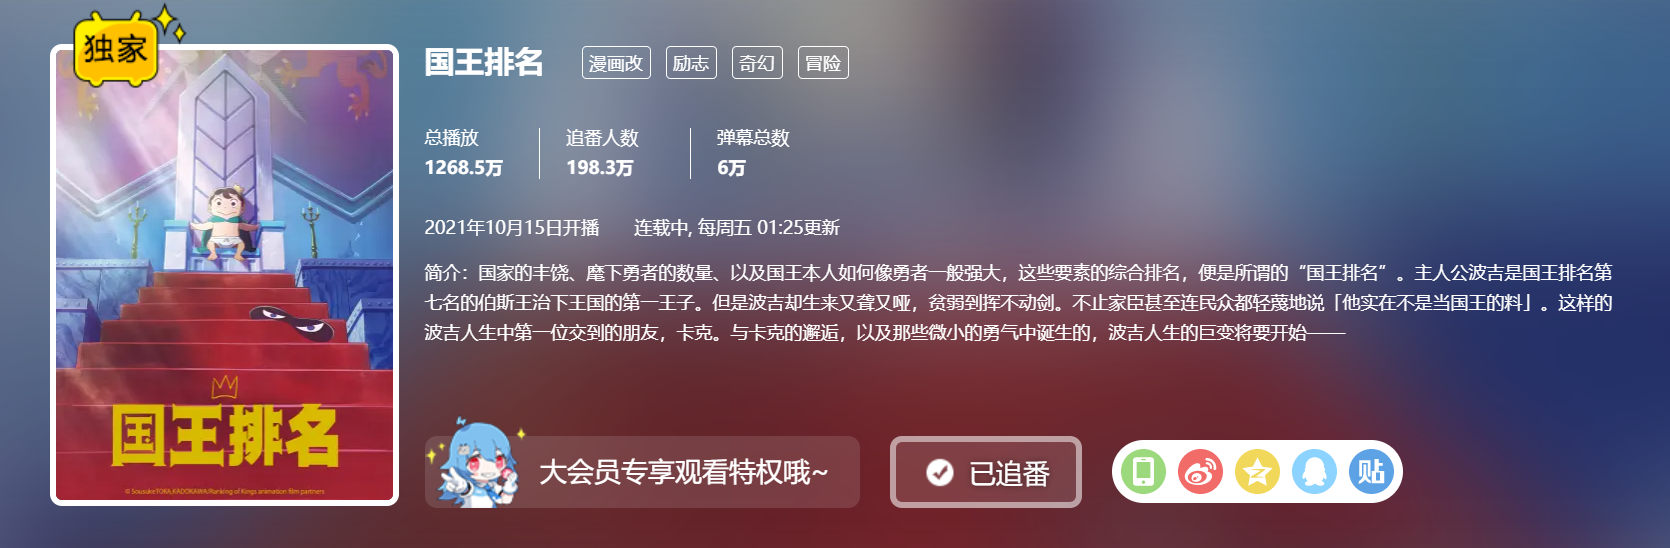 独家
国王排名
漫画改 励志 奇幻 冒险
总播放 追番人数 弹幕总数
1268.5万 198.3万 6万
2021年10月15日开播 连载中, 每周五 01:25更新
简介：国家的丰饶、麾下勇者的数量、以及国王本人如何像勇者一般强大，这些要素的综合排名，便是所谓的“国王排名”。主人公波吉是国王排名第
七名的伯斯王治下王国的第一王子。但是波吉却生来又聋又哑，贫弱到挥不动剑。不止家臣甚至连民众都轻蔑地说「他实在不是当国王的料」。这样的
波吉人生中第一位交到的朋友，卡克。与卡克的邂逅，以及那些微小的勇气中诞生的，波吉人生的巨变将要开始——
国王排名
© Sousuke TOKA,KADOKAWA/Ranking of Kings animation film partners
大会员专享观看特权哦~
已追番
贴